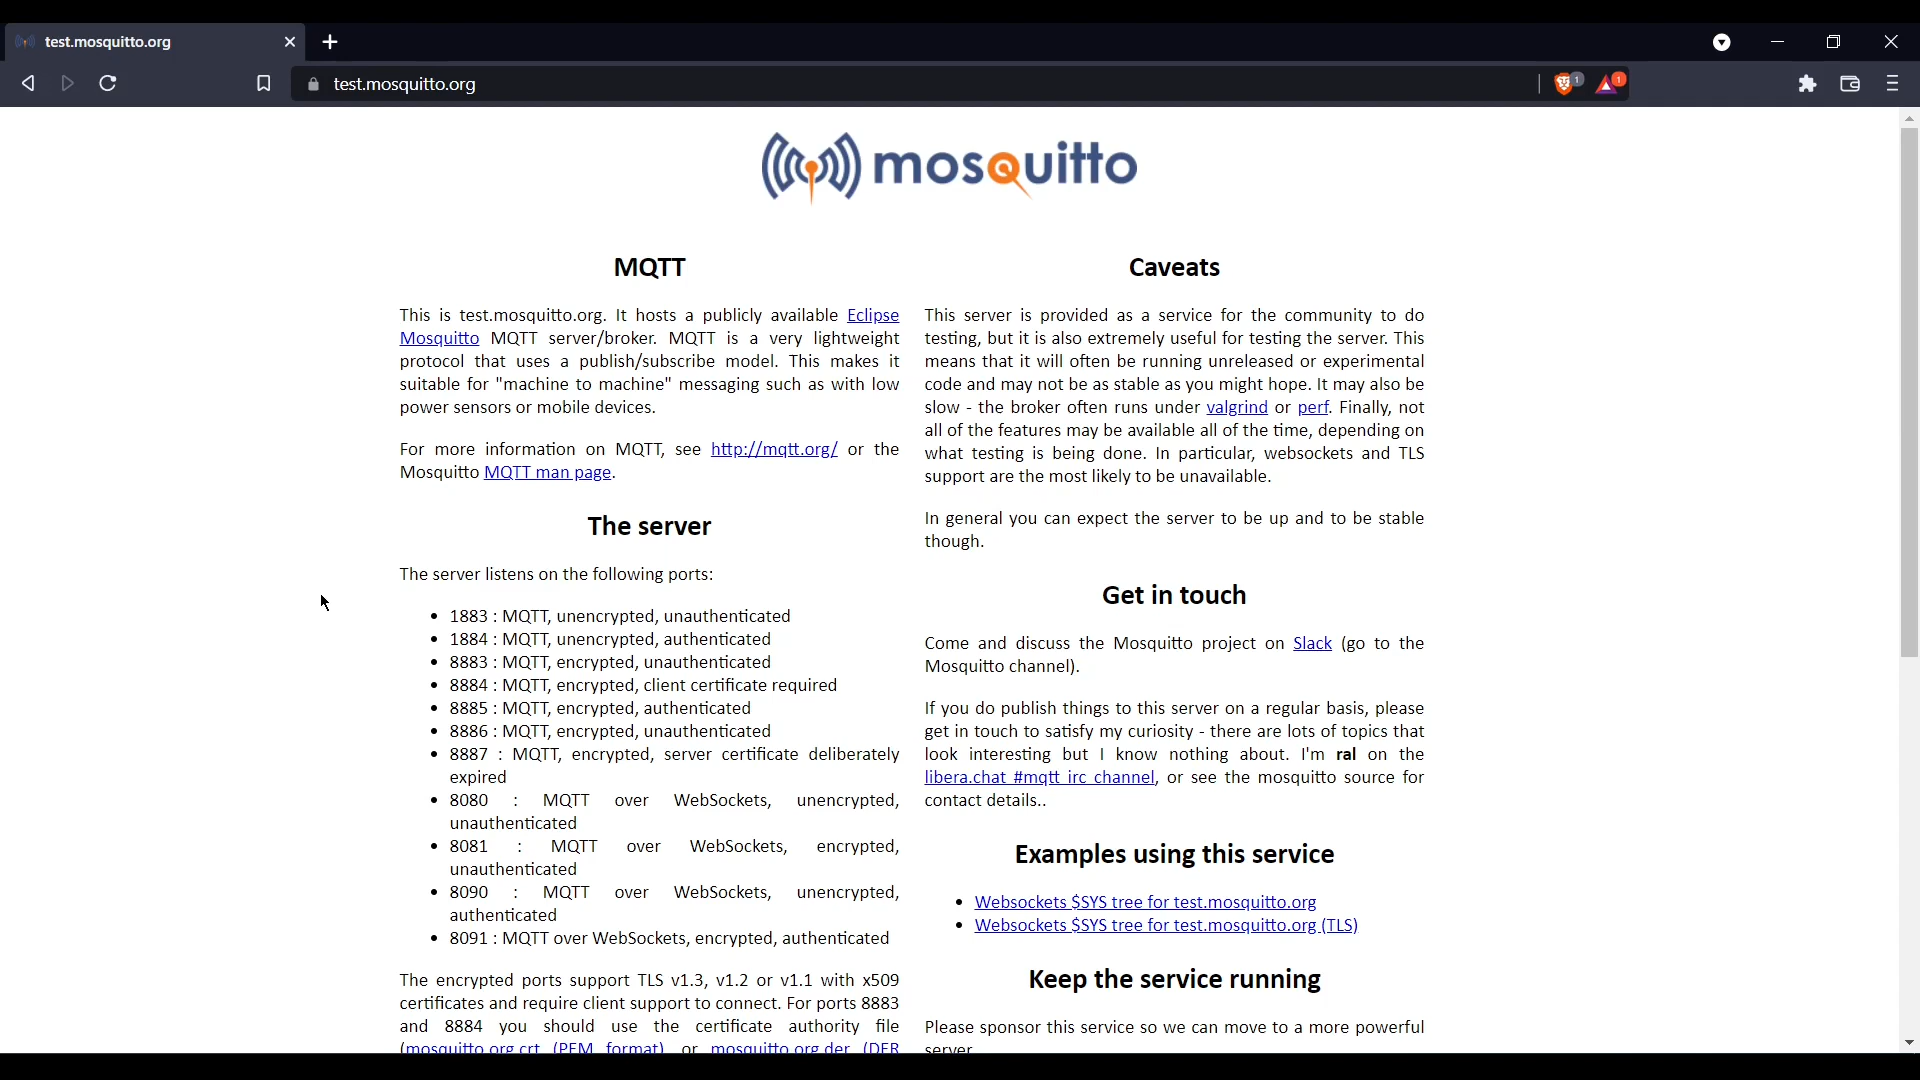 test.mosquitto.org
test.mosquitto.org
1
1
mosquitto
MQTT
This is test.mosquitto.org. It hosts a publicly available Eclipse
Mosquitto MQTT server/broker. MQTT is a very lightweight
protocol that uses a publish/subscribe model. This makes it
suitable for "machine to machine" messaging such as with low
power sensors or mobile devices.
For more information on MQTT, see http://mqtt.org/ or the
Mosquitto MQTT man page.
The server
The server listens on the following ports:
• 1883 : MQTT, unencrypted, unauthenticated
• 1884 : MQTT, unencrypted, authenticated
• 8883 : MQTT, encrypted, unauthenticated
• 8884 : MQTT, encrypted, client certificate required
• 8885 : MQTT, encrypted, authenticated
• 8886 : MQTT, encrypted, unauthenticated
• 8887 : MQTT, encrypted, server certificate deliberately
expired
• 8080 : MQTT over WebSockets, unencrypted,
unauthenticated
• 8081 : MQTT over WebSockets, encrypted,
unauthenticated
• 8090 : MQTT over WebSockets, unencrypted,
authenticated
• 8091 : MQTT over WebSockets, encrypted, authenticated
The encrypted ports support TLS v1.3, v1.2 or v1.1 with x509
certificates and require client support to connect. For ports 8883
and 8884 you should use the certificate authority file
(mosquitto.org.crt (PEM format) or mosquitto.org.der (DER
Caveats
This server is provided as a service for the community to do
testing, but it is also extremely useful for testing the server. This
means that it will often be running unreleased or experimental
code and may not be as stable as you might hope. It may also be
slow - the broker often runs under valgrind or perf. Finally, not
all of the features may be available all of the time, depending on
what testing is being done. In particular, websockets and TLS
support are the most likely to be unavailable.
In general you can expect the server to be up and to be stable
though.
Get in touch
Come and discuss the Mosquitto project on Slack (go to the
Mosquitto channel).
If you do publish things to this server on a regular basis, please
get in touch to satisfy my curiosity - there are lots of topics that
look interesting but I know nothing about. I'm ral on the
libera.chat #mqtt irc channel, or see the mosquitto source for
contact details..
Examples using this service
• Websockets $SYS tree for test.mosquitto.org
• Websockets $SYS tree for test.mosquitto.org (TLS)
Keep the service running
Please sponsor this service so we can move to a more powerful
server.